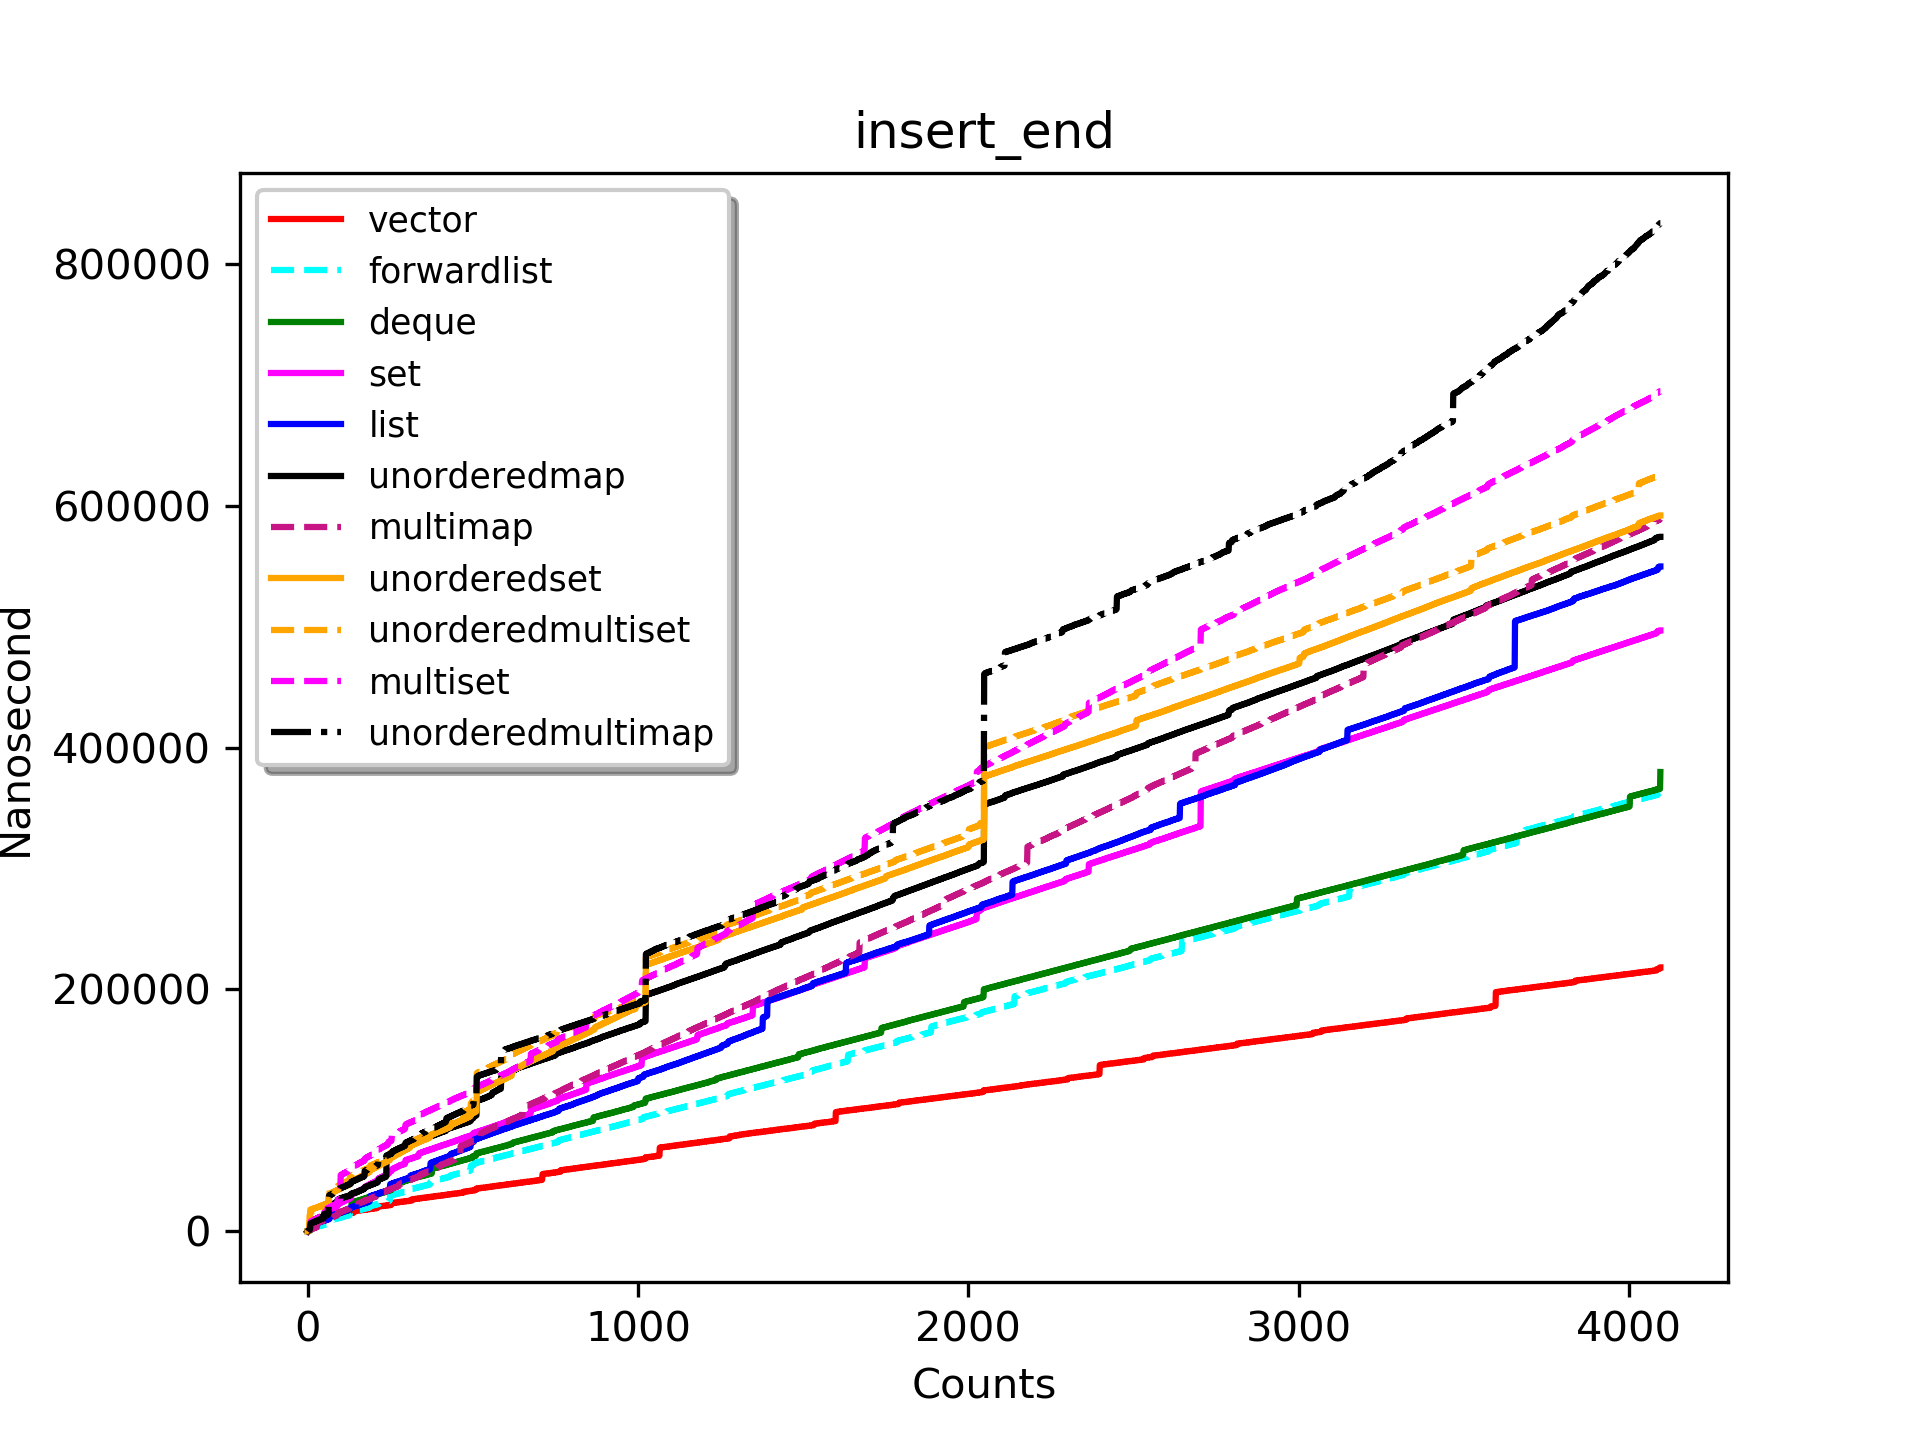 insert_end
vector
forwardlist
deque
set
list
unorderedmap
multimap
unorderedset
unorderedmultiset
multiset
unorderedmultimap
Nanosecond
800000
600000
400000
200000
0
0 1000 2000 3000 4000
Counts